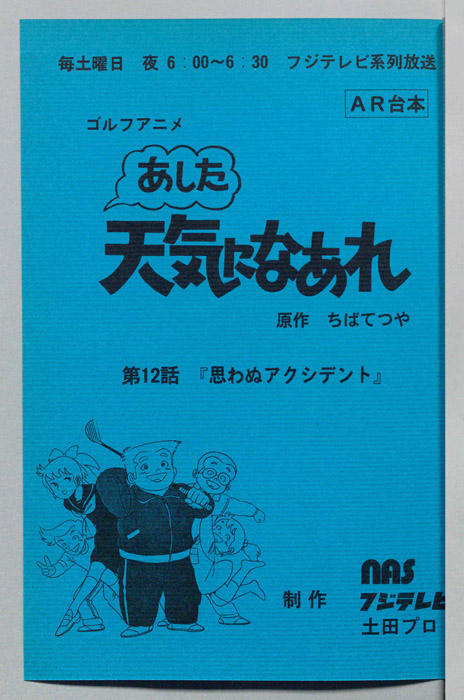 毎土曜日　夜 6：00〜6：30　フジテレビ系列放送
AR台本
ゴルフアニメ
あした
天気になあれ
原作　ちばてつや
第12話　『思わぬアクシデント』
制作
nas
フジテレビ
土田プロ